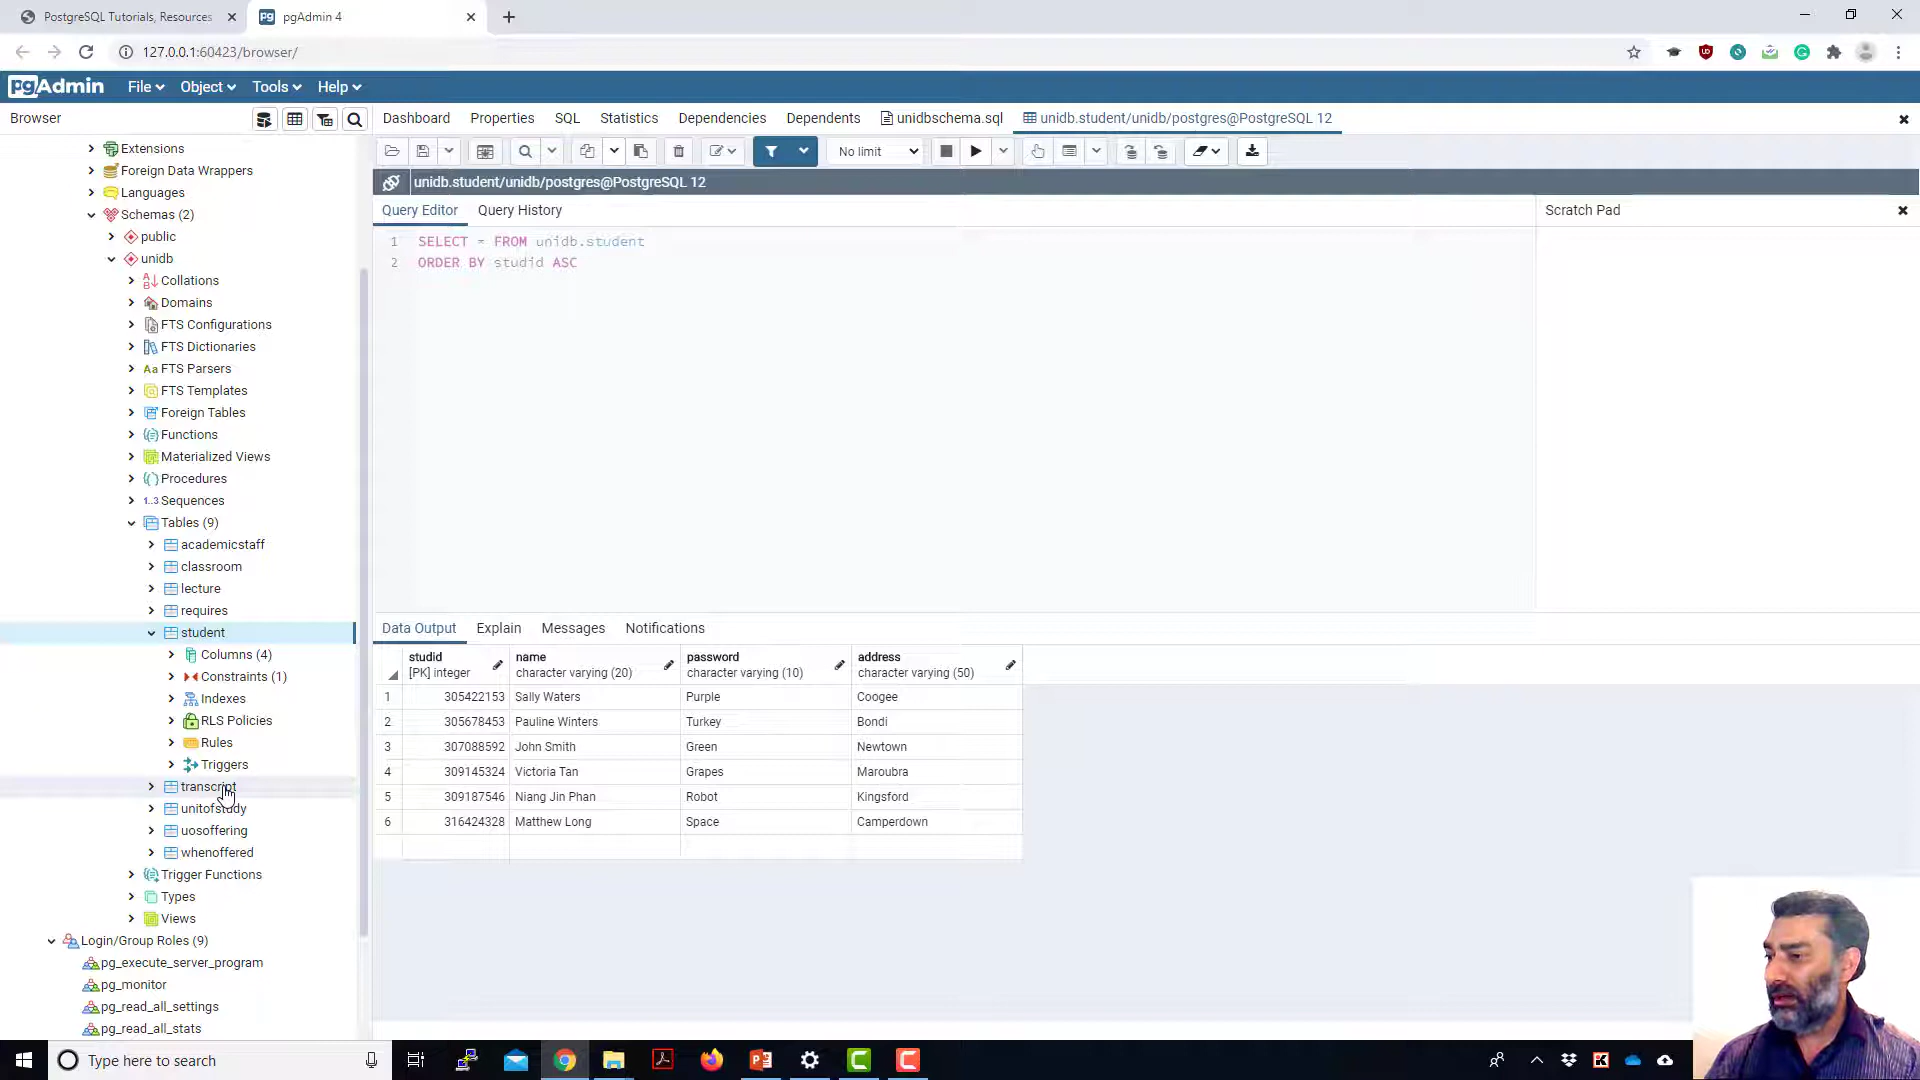 PostgreSQL Tutorials, Resources
pgAdmin 4
127.0.0.1:60423/browser/
pgAdmin File Object Tools Help
Browser
Dashboard Properties SQL Statistics Dependencies Dependents unidbschema.sql unidb.student/unidb/postgres@PostgreSQL 12
No limit
unidb.student/unidb/postgres@PostgreSQL 12
Query Editor Query History
Scratch Pad
1 SELECT * FROM unidb.student
2 ORDER BY studid ASC
Extensions
Foreign Data Wrappers
Languages
Schemas (2)
public
unidb
Collations
Domains
FTS Configurations
FTS Dictionaries
Aa FTS Parsers
FTS Templates
Foreign Tables
Functions
Materialized Views
Procedures
1..3 Sequences
Tables (9)
academicstaff
classroom
lecture
requires
student
Columns (4)
Constraints (1)
Indexes
RLS Policies
Rules
Triggers
transcript
unitofstudy
uosoffering
whenoffered
Trigger Functions
Types
Views
Login/Group Roles (9)
pg_execute_server_program
pg_monitor
pg_read_all_settings
pg_read_all_stats
Data Output Explain Messages Notifications
studid name password address
[PK] integer character varying (20) character varying (10) character varying (50)
1 305422153 Sally Waters Purple Coogee
2 305678453 Pauline Winters Turkey Bondi
3 307088592 John Smith Green Newtown
4 309145324 Victoria Tan Grapes Maroubra
5 309187546 Niang Jin Phan Robot Kingsford
6 316424328 Matthew Long Space Camperdown
Type here to search